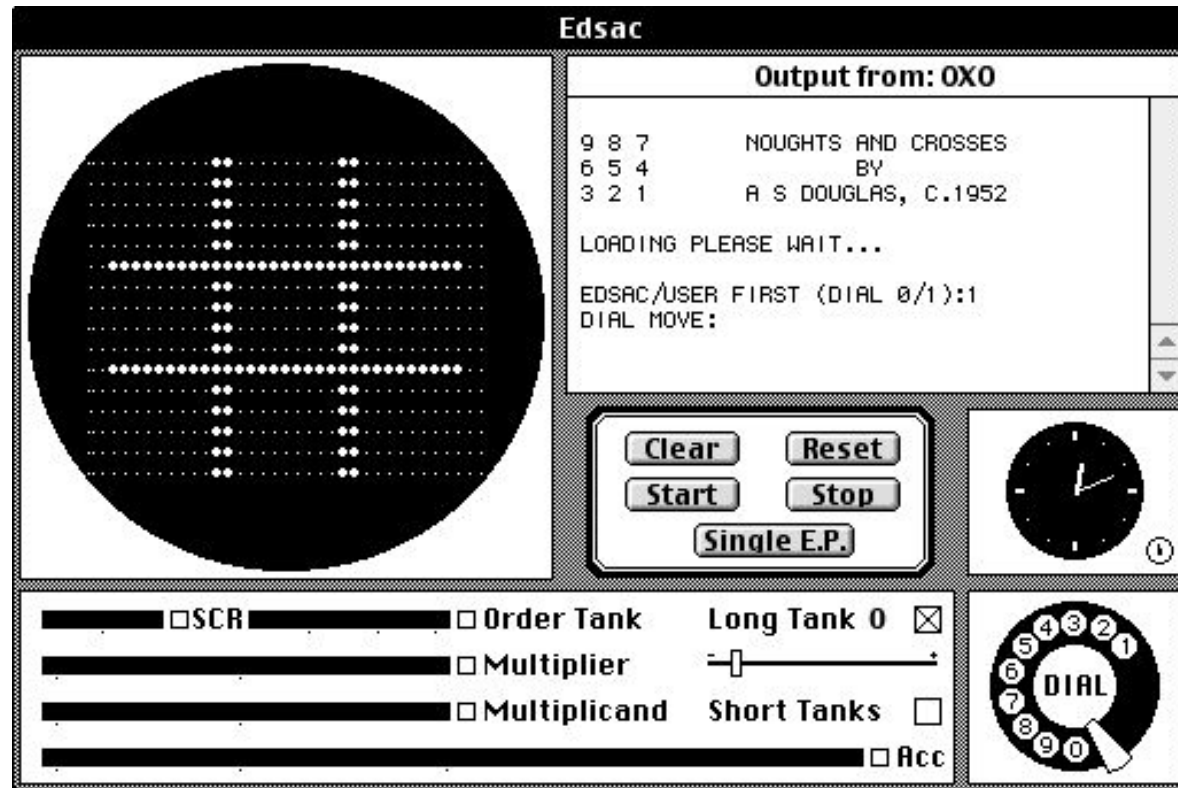 Edsac
Output from: OXO
9 8 7 NOUGHTS AND CROSSES
6 5 4 BY
3 2 1 A S DOUGLAS, C.1952
LOADING PLEASE WAIT...
EDSAC/USER FIRST (DIAL 0/1):1
DIAL MOVE:
Clear Reset
Start Stop
Single E.P.
SCR Order Tank Long Tank 0
Multiplier - +
Multiplicand Short Tanks
Acc
4 3 2
5 1
6 DIAL
7
8
9 0